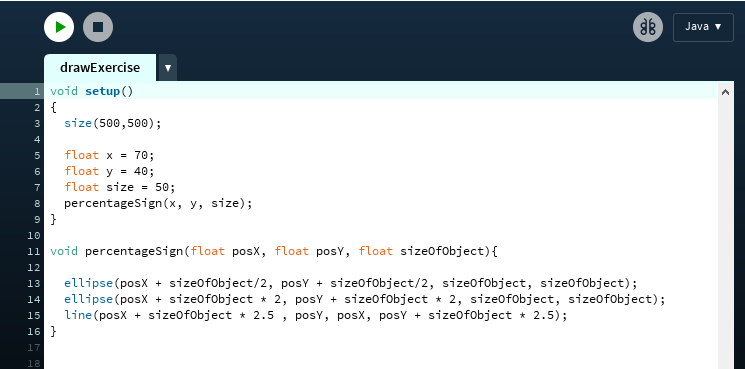 Java ▼
drawExercise ▼
1 void setup()
2 {
3   size(500,500);
4
5   float x = 70;
6   float y = 40;
7   float size = 50;
8   percentageSign(x, y, size);
9 }
10
11 void percentageSign(float posX, float posY, float sizeOfObject){
12
13   ellipse(posX + sizeOfObject/2, posY + sizeOfObject/2, sizeOfObject, sizeOfObject);
14   ellipse(posX + sizeOfObject * 2, posY + sizeOfObject * 2, sizeOfObject, sizeOfObject);
15   line(posX + sizeOfObject * 2.5 , posY, posX, posY + sizeOfObject * 2.5);
16 }
17
18